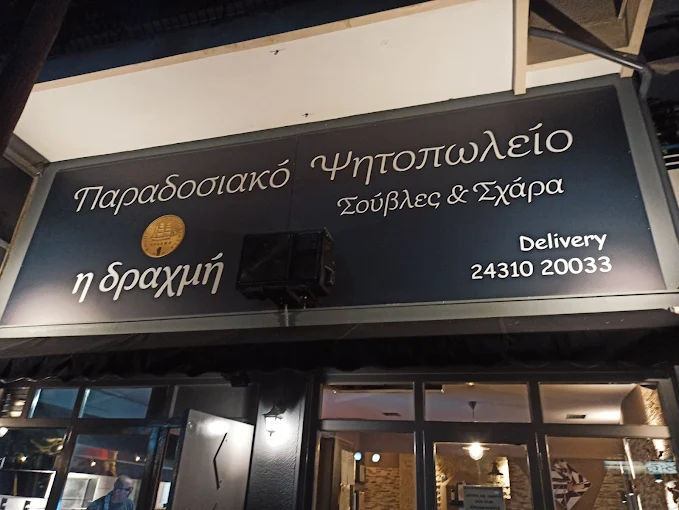 Παραδοσιακό Ψητοπωλείο
Σούβλες & Σχάρα
η δραχμή
Delivery
24310 20033